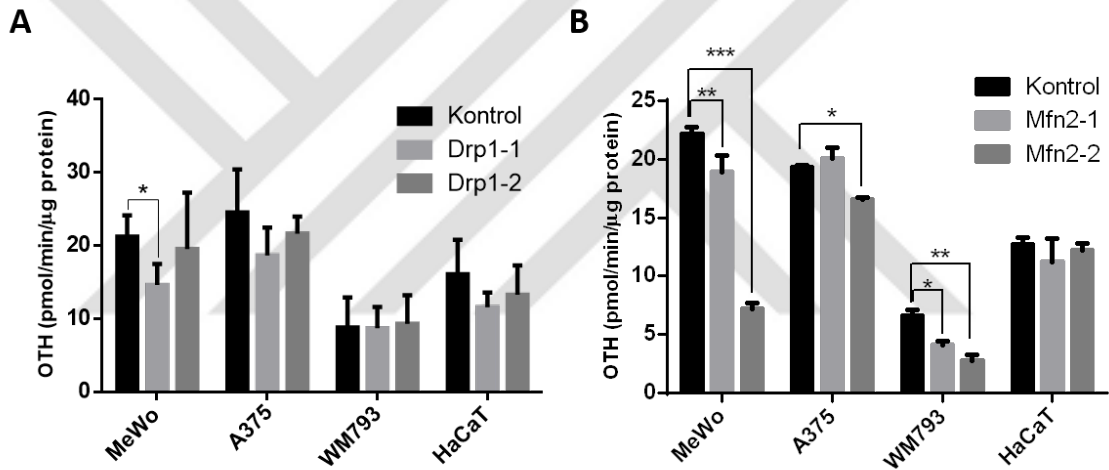 A
OTH (pmol/min/µg protein)
40
30
20
10
0
*
Kontrol
Drp1-1
Drp1-2
MeWo
A375
WM793
HaCaT
B
OTH (pmol/min/µg protein)
25
20
15
10
5
0
***
**
*
**
*
Kontrol
Mfn2-1
Mfn2-2
MeWo
A375
WM793
HaCaT